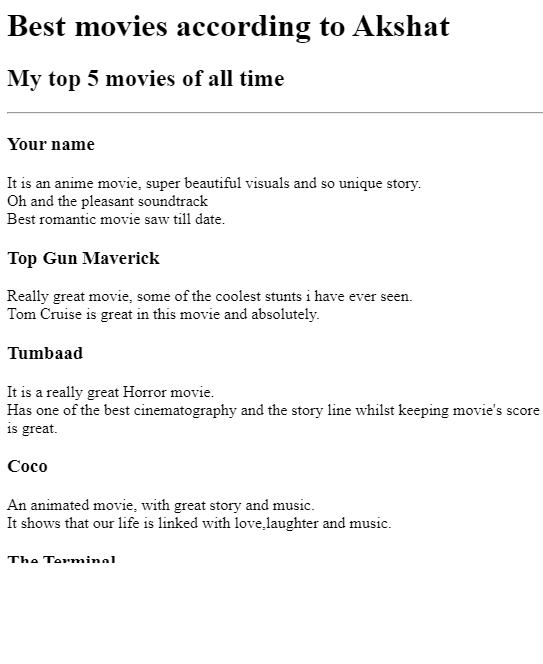 Best movies according to Akshat
My top 5 movies of all time
Your name
It is an anime movie, super beautiful visuals and so unique story.
Oh and the pleasant soundtrack
Best romantic movie saw till date.
Top Gun Maverick
Really great movie, some of the coolest stunts i have ever seen.
Tom Cruise is great in this movie and absolutely.
Tumbaad
It is a really great Horror movie.
Has one of the best cinematography and the story line whilst keeping movie's score
is great.
Coco
An animated movie, with great story and music.
It shows that our life is linked with love,laughter and music.
The Terminal